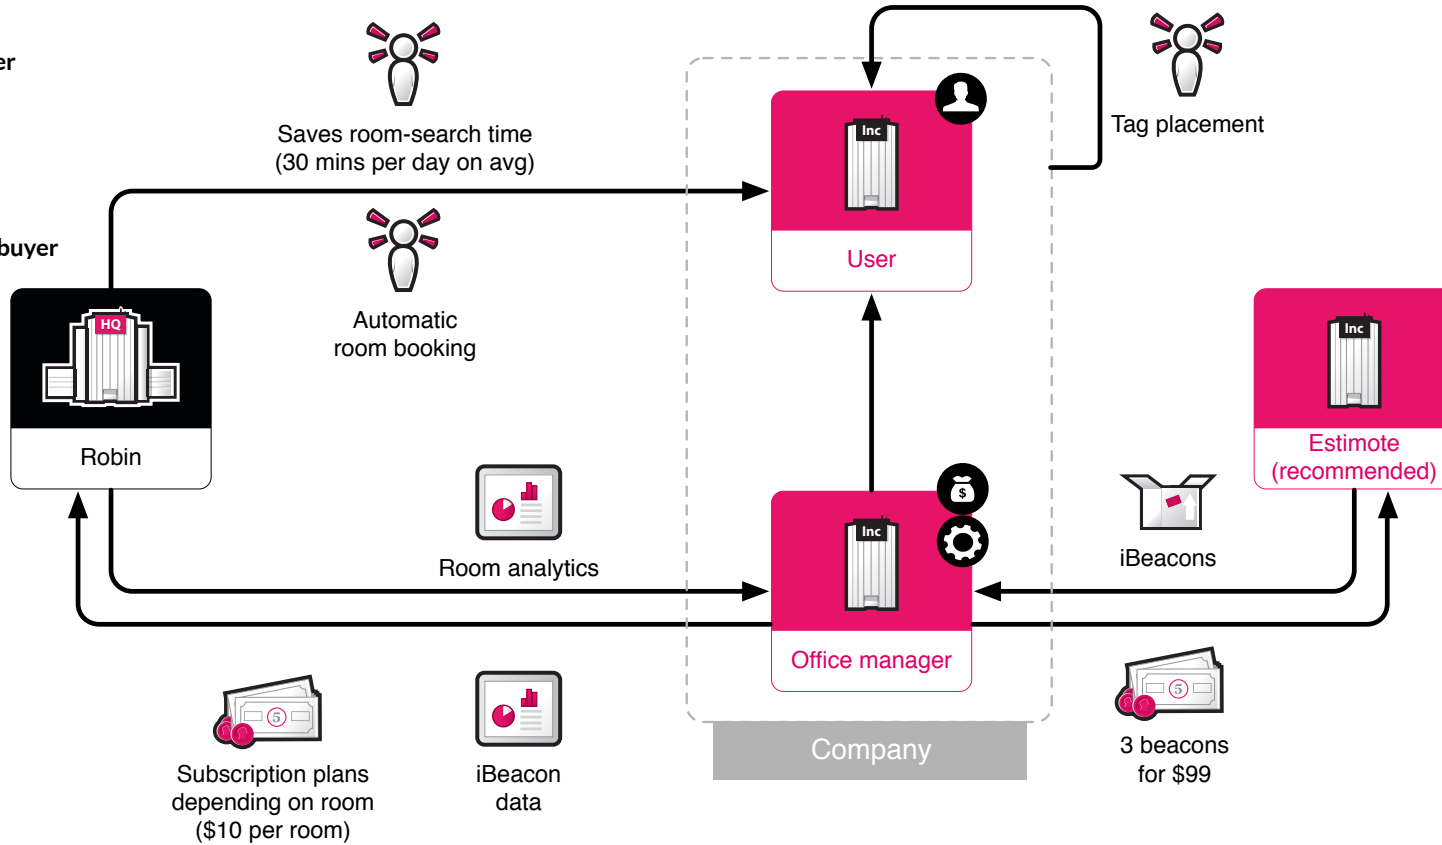 er
Saves room-search time
(30 mins per day on avg)
Tag placement
Inc
User
buyer
Automatic
room booking
HQ
Robin
Inc
Estimote
(recommended)
Room analytics
$
Inc
Office manager
iBeacons
5
Subscription plans
depending on room
($10 per room)
iBeacon
data
Company
5
3 beacons
for $99